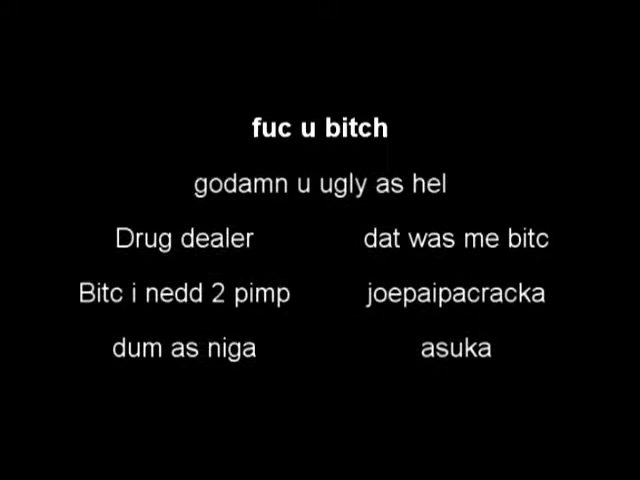 fuc u bitch
godamn u ugly as hel
Drug dealer dat was me bitc
Bitc i nedd 2 pimp joepaipacracka
dum as niga asuka